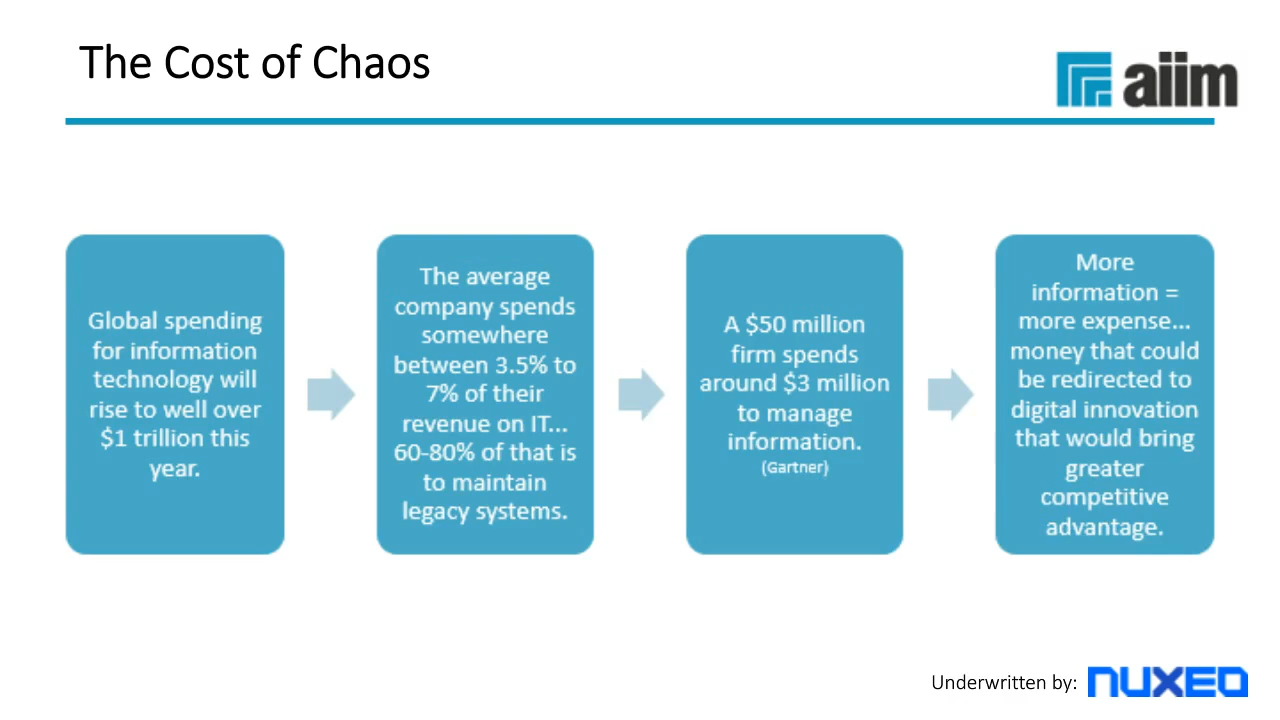 The Cost of Chaos
aiim
Global spending
for information
technology will
rise to well over
$1 trillion this
year.
The average
company spends
somewhere
between 3.5% to
7% of their
revenue on IT...
60-80% of that is
to maintain
legacy systems.
A $50 million
firm spends
around $3 million
to manage
information.
(Gartner)
More
information =
more expense...
money that could
be redirected to
digital innovation
that would bring
greater
competitive
advantage.
Underwritten by:
NUXEO